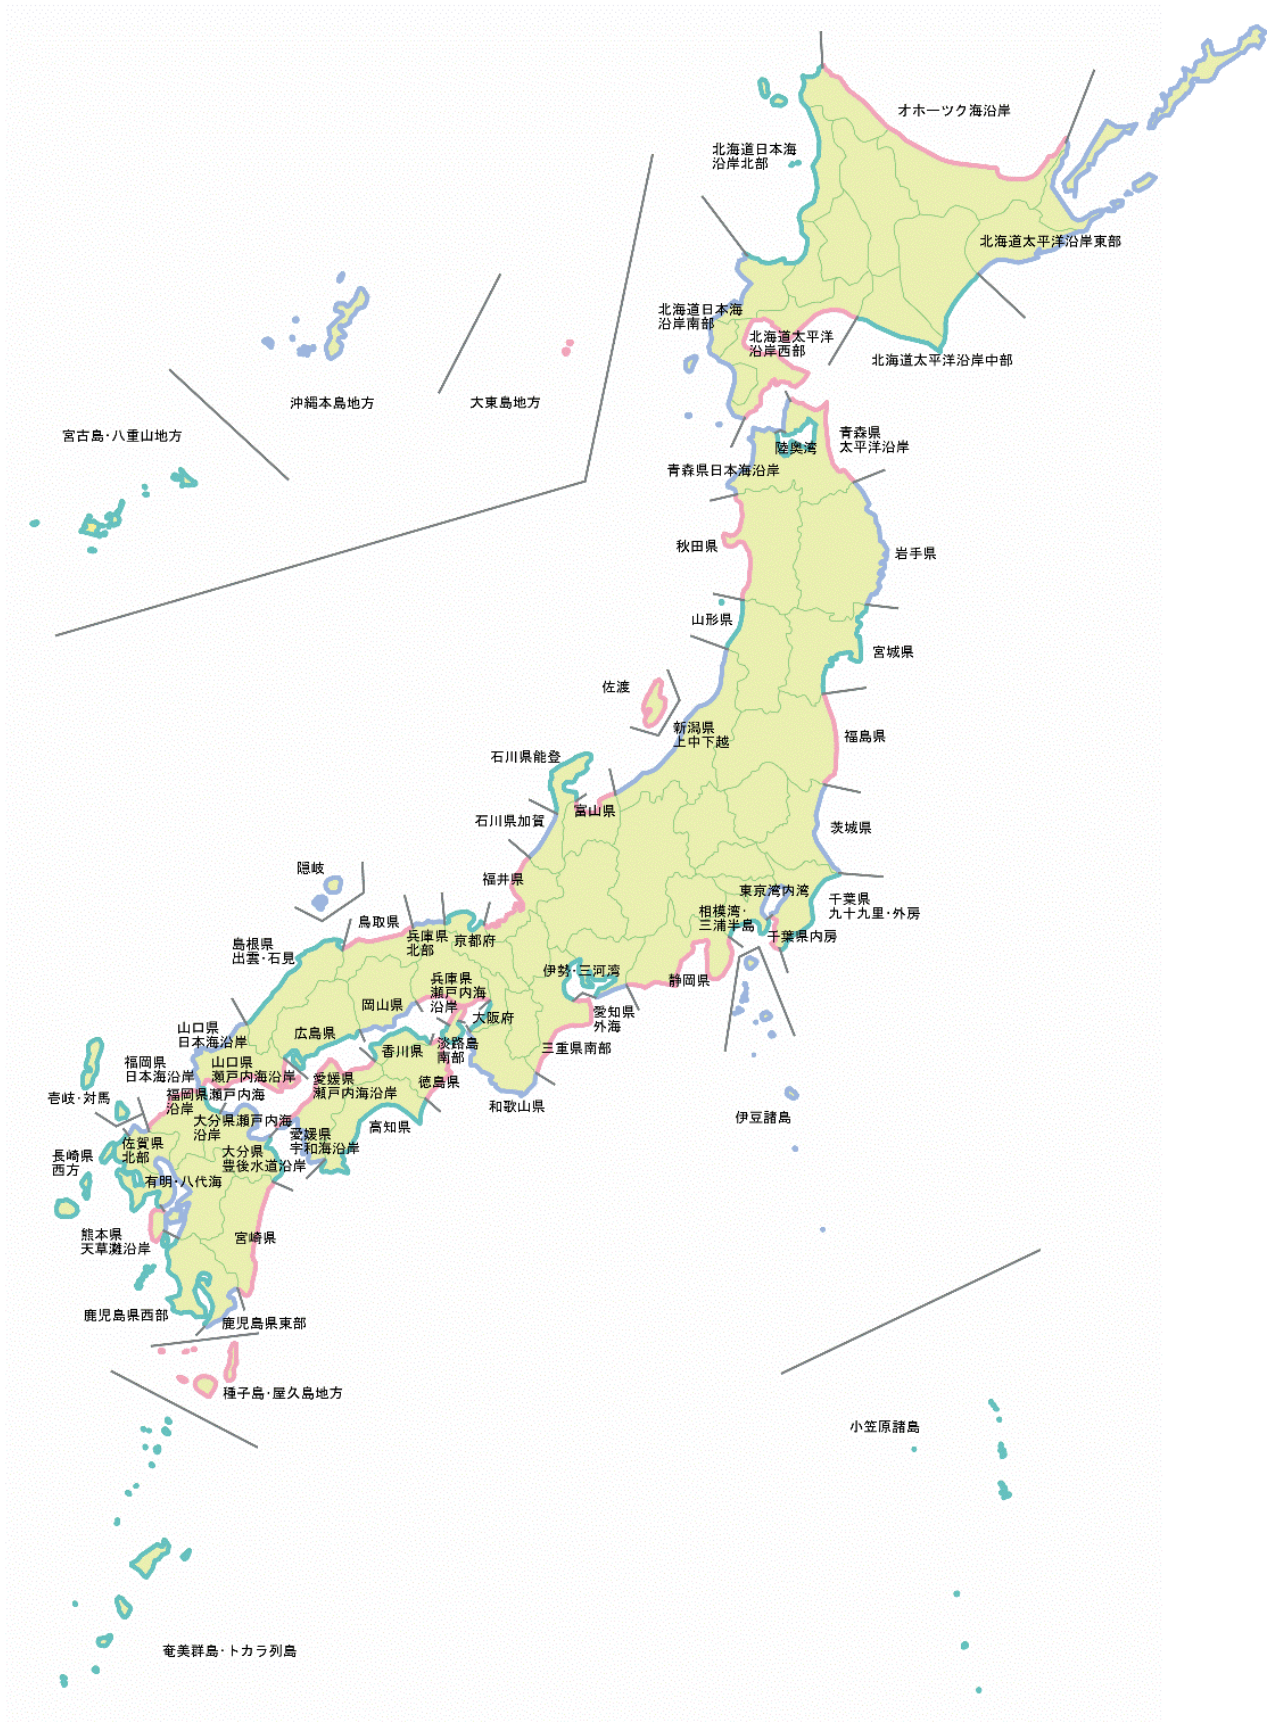 オホーツク海沿岸
北海道日本海
沿岸北部
北海道太平洋沿岸東部
北海道日本海
沿岸南部
北海道太平洋
沿岸西部
北海道太平洋沿岸中部
沖縄本島地方
大東島地方
宮古島・八重山地方
青森県
太平洋沿岸
陸奥湾
青森県日本海沿岸
秋田県
岩手県
山形県
宮城県
佐渡
新潟県
上中下越
福島県
石川県能登
富山県
石川県加賀
茨城県
隠岐
福井県
東京湾内湾
千葉県
九十九里・外房
相模湾・
三浦半島
千葉県内房
鳥取県
兵庫県
北部
京都府
島根県
出雲・石見
伊勢・三河湾
静岡県
兵庫県
瀬戸内海
沿岸
岡山県
大阪府
愛知県
外海
山口県
日本海沿岸
広島県
香川県
淡路島
南部
三重県南部
福岡県
日本海沿岸
山口県
瀬戸内海沿岸
愛媛県
瀬戸内海沿岸
徳島県
壱岐・対馬
福岡県瀬戸内海
沿岸
和歌山県
大分県瀬戸内海
沿岸
高知県
伊豆諸島
佐賀県
北部
愛媛県
宇和海沿岸
長崎県
西方
大分県
豊後水道沿岸
有明・八代海
熊本県
天草灘沿岸
宮崎県
鹿児島県西部
鹿児島県東部
種子島・屋久島地方
小笠原諸島
奄美群島・トカラ列島